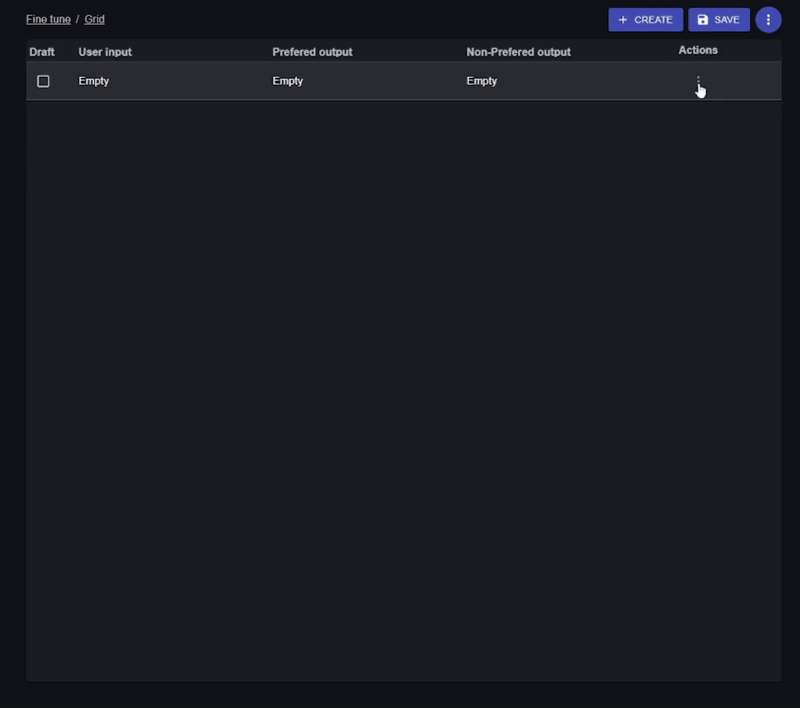 Fine tune / Grid
+ CREATE
SAVE
Draft User input Prefered output Non-Prefered output Actions
Empty Empty Empty